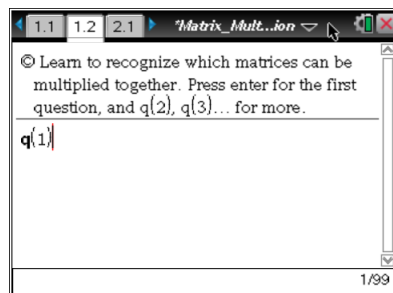 1.1 1.2 2.1 *Matrix_Mult...ion
© Learn to recognize which matrices can be
multiplied together. Press enter for the first
question, and q(2), q(3)... for more.
q(1)
1/99